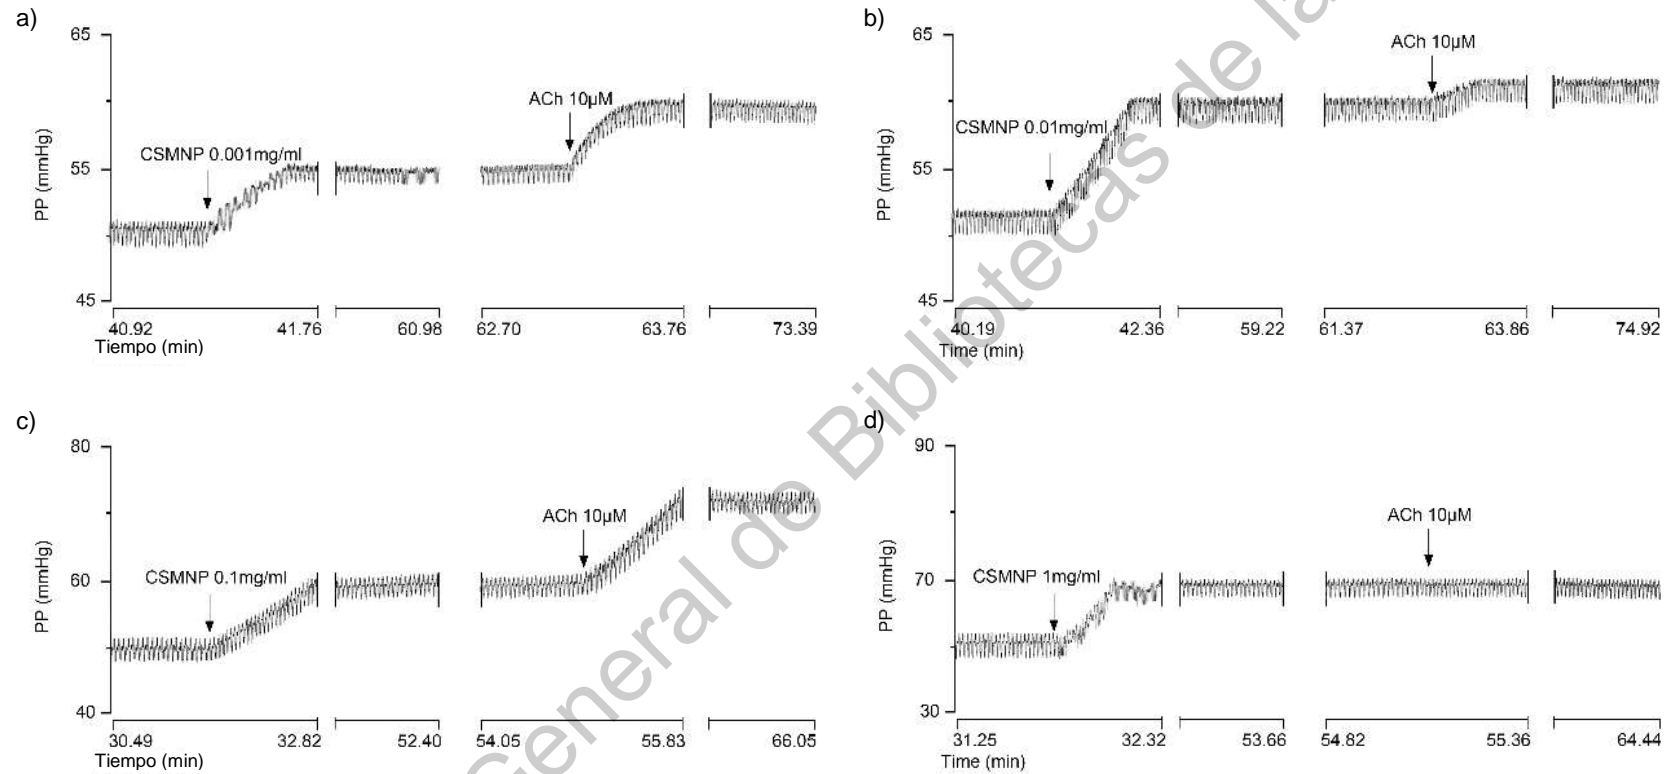 a)
65
55
45
PP (mmHg)
CSMNP 0.001mg/ml
ACh 10µM
40.92 41.76 60.98 62.70 63.76 73.39
Tiempo (min)
b)
65
55
45
PP (mmHg)
CSMNP 0.01mg/ml
ACh 10µM
40.19 42.36 59.22 61.37 63.86 74.92
Time (min)
c)
80
60
40
PP (mmHg)
CSMNP 0.1mg/ml
ACh 10µM
30.49 32.82 52.40 54.05 55.83 66.05
Tiempo (min)
d)
90
70
30
PP (mmHg)
CSMNP 1mg/ml
ACh 10µM
31.25 32.32 53.66 54.82 55.36 64.44
Time (min)
General de Bibliotecas de la